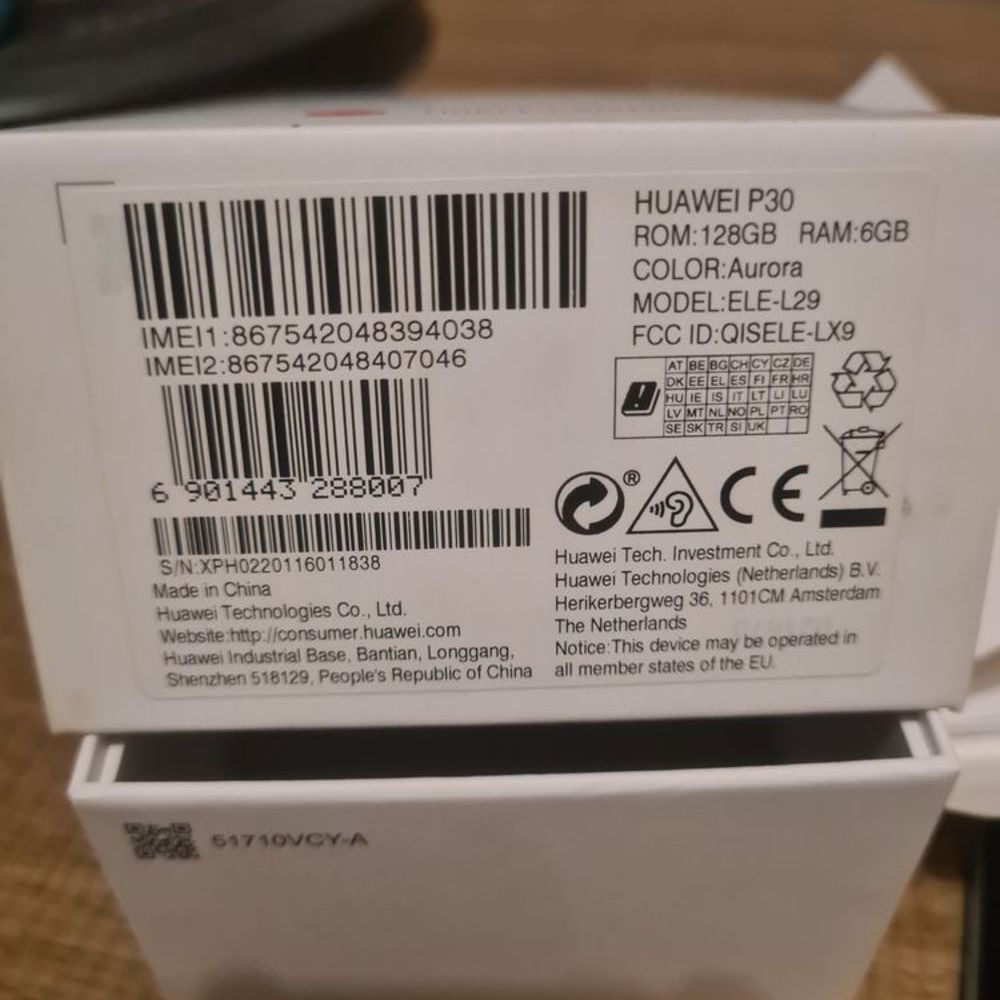 HUAWEI P30
ROM:128GB RAM:6GB
COLOR:Aurora
MODEL:ELE-L29
FCC ID:QISELE-LX9
IMEI1:867542048394038
IMEI2:867542048407046
6 901443 288007
S/N:XPH0220116011838
Made in China
Huawei Technologies Co., Ltd.
Website:http://consumer.huawei.com
Huawei Industrial Base, Bantian, Longgang,
Shenzhen 518129, People's Republic of China
AT BE BG CH CY CZ DE
DK EE EL ES FI FR HR
HU IE IS IT LT LI LU
LV MT NL NO PL PT RO
SE SK TR SI UK
®
CE
Huawei Tech. Investment Co., Ltd.
Huawei Technologies (Netherlands) B.V.
Herikerbergweg 36, 1101CM Amsterdam
The Netherlands
Notice:This device may be operated in
all member states of the EU.
51710VCY-A